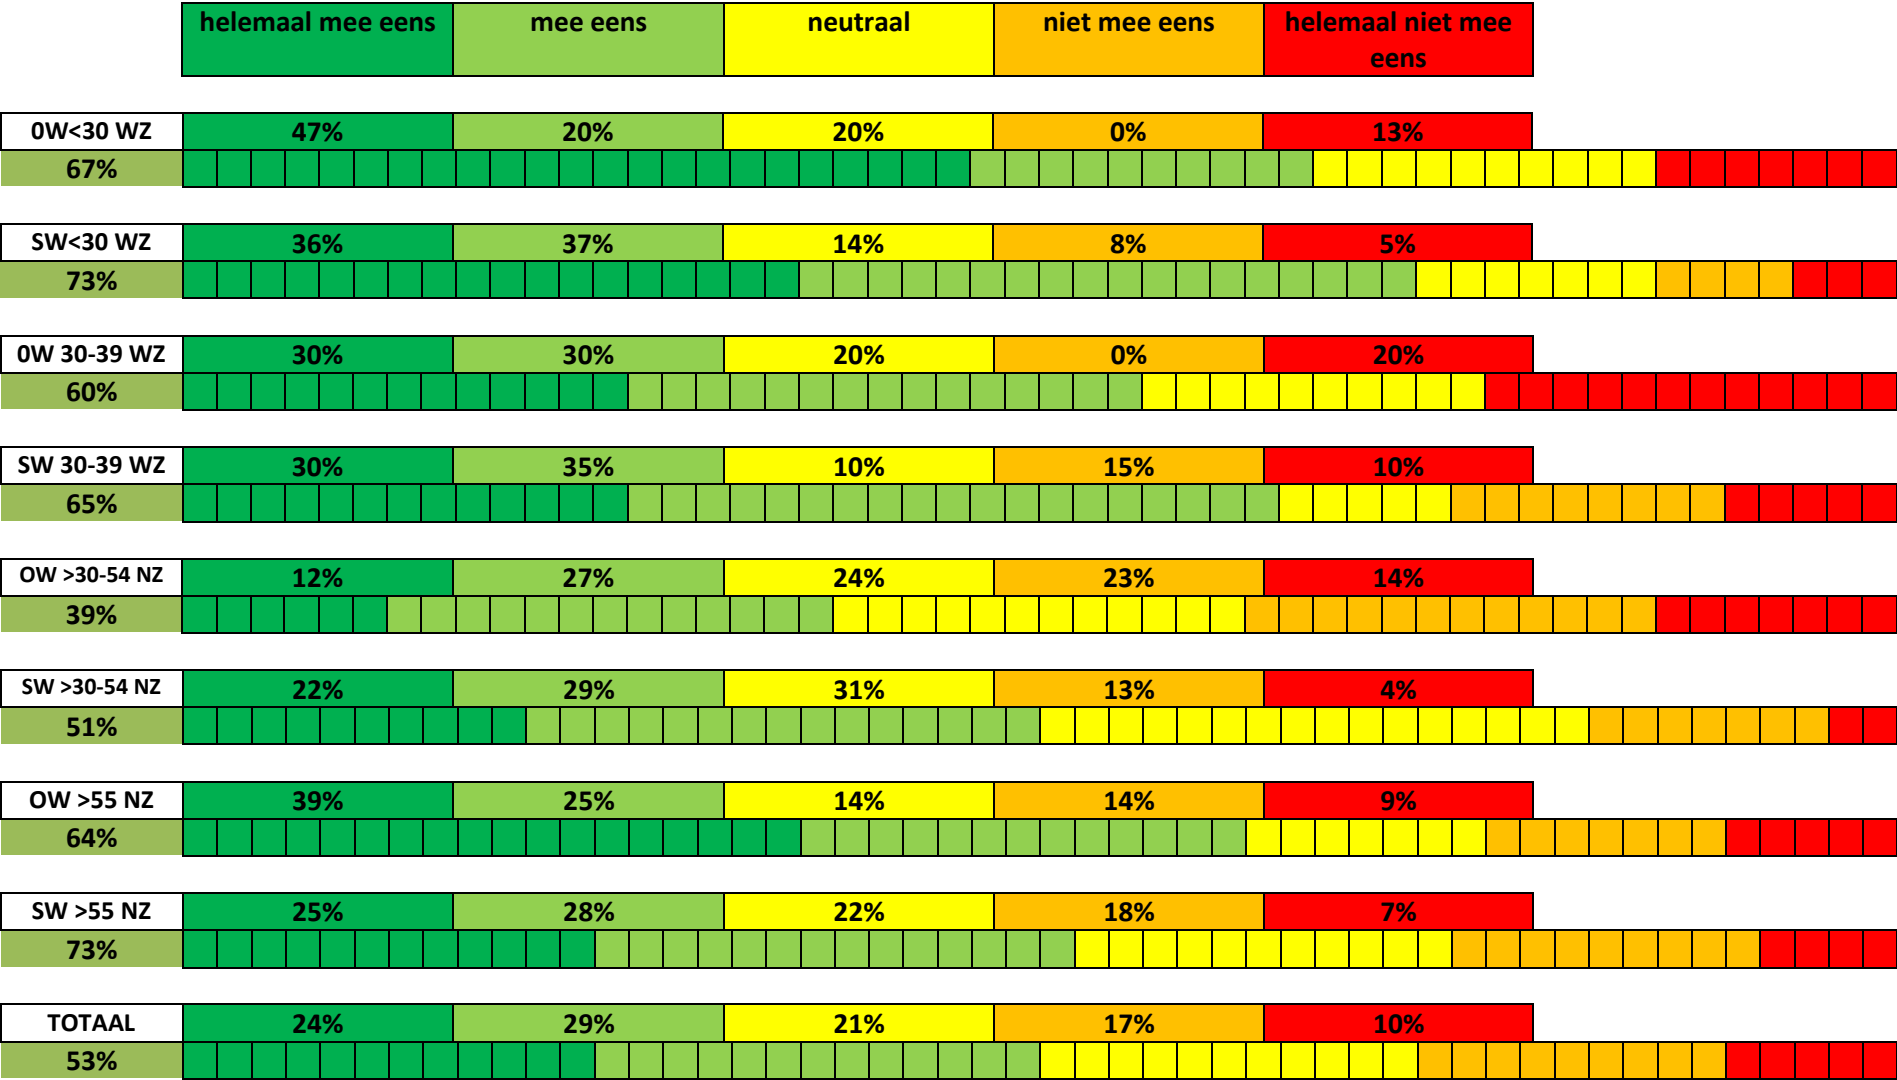 helemaal mee eens mee eens neutraal niet mee eens helemaal niet mee
eens
0W<30 WZ 47% 20% 20% 0% 13%
67%
SW<30 WZ 36% 37% 14% 8% 5%
73%
0W 30-39 WZ 30% 30% 20% 0% 20%
60%
SW 30-39 WZ 30% 35% 10% 15% 10%
65%
OW >30-54 NZ 12% 27% 24% 23% 14%
39%
SW >30-54 NZ 22% 29% 31% 13% 4%
51%
OW >55 NZ 39% 25% 14% 14% 9%
64%
SW >55 NZ 25% 28% 22% 18% 7%
73%
TOTAAL 24% 29% 21% 17% 10%
53%